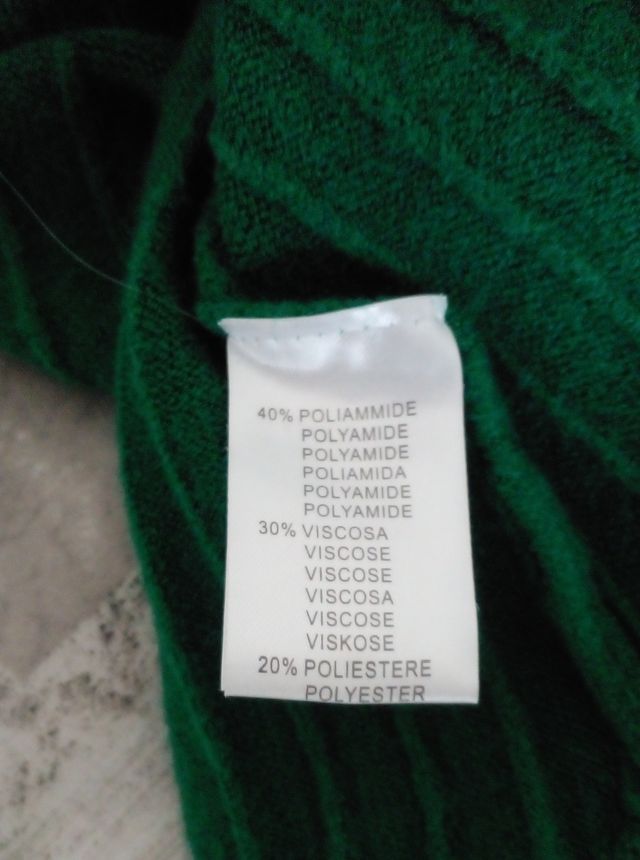 40% POLIAMMIDE
POLYAMIDE
POLYAMIDE
POLIAMIDA
POLYAMIDE
POLYAMIDE
30% VISCOSA
VISCOSE
VISCOSE
VISCOSA
VISCOSE
VISKOSE
20% POLIESTERE
POLYESTER